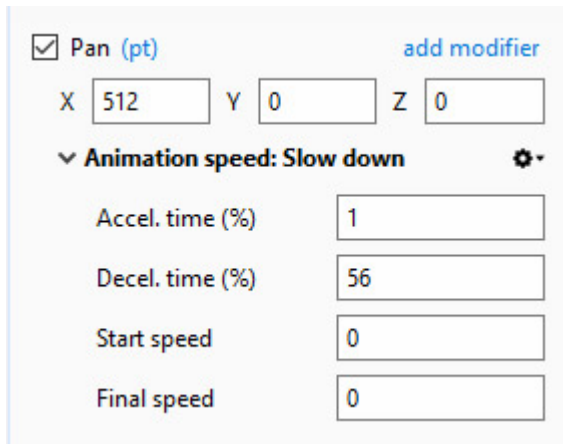 Pan (pt) add modifier
X 512 Y 0 Z 0
Animation speed: Slow down
Accel. time (%) 1
Decel. time (%) 56
Start speed 0
Final speed 0